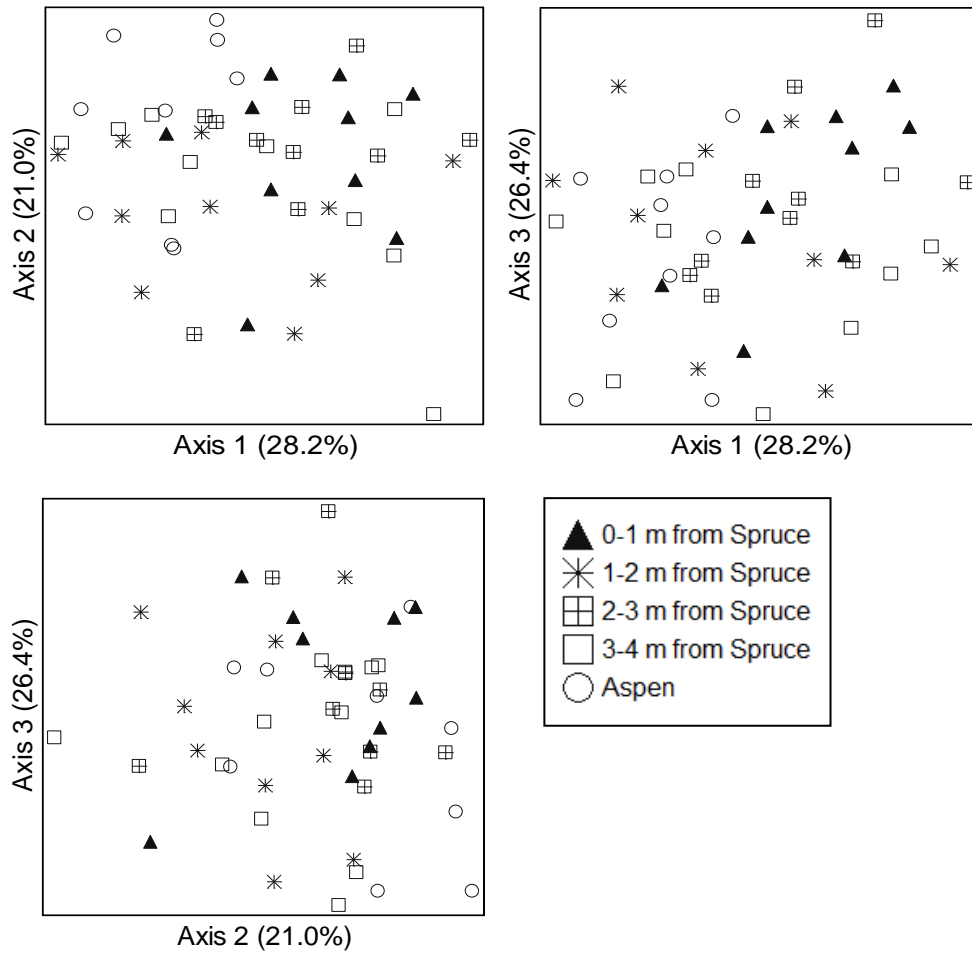 Axis 2 (21.0%)
Axis 1 (28.2%)
Axis 3 (26.4%)
Axis 1 (28.2%)
Axis 3 (26.4%)
Axis 2 (21.0%)
0-1 m from Spruce
1-2 m from Spruce
2-3 m from Spruce
3-4 m from Spruce
Aspen